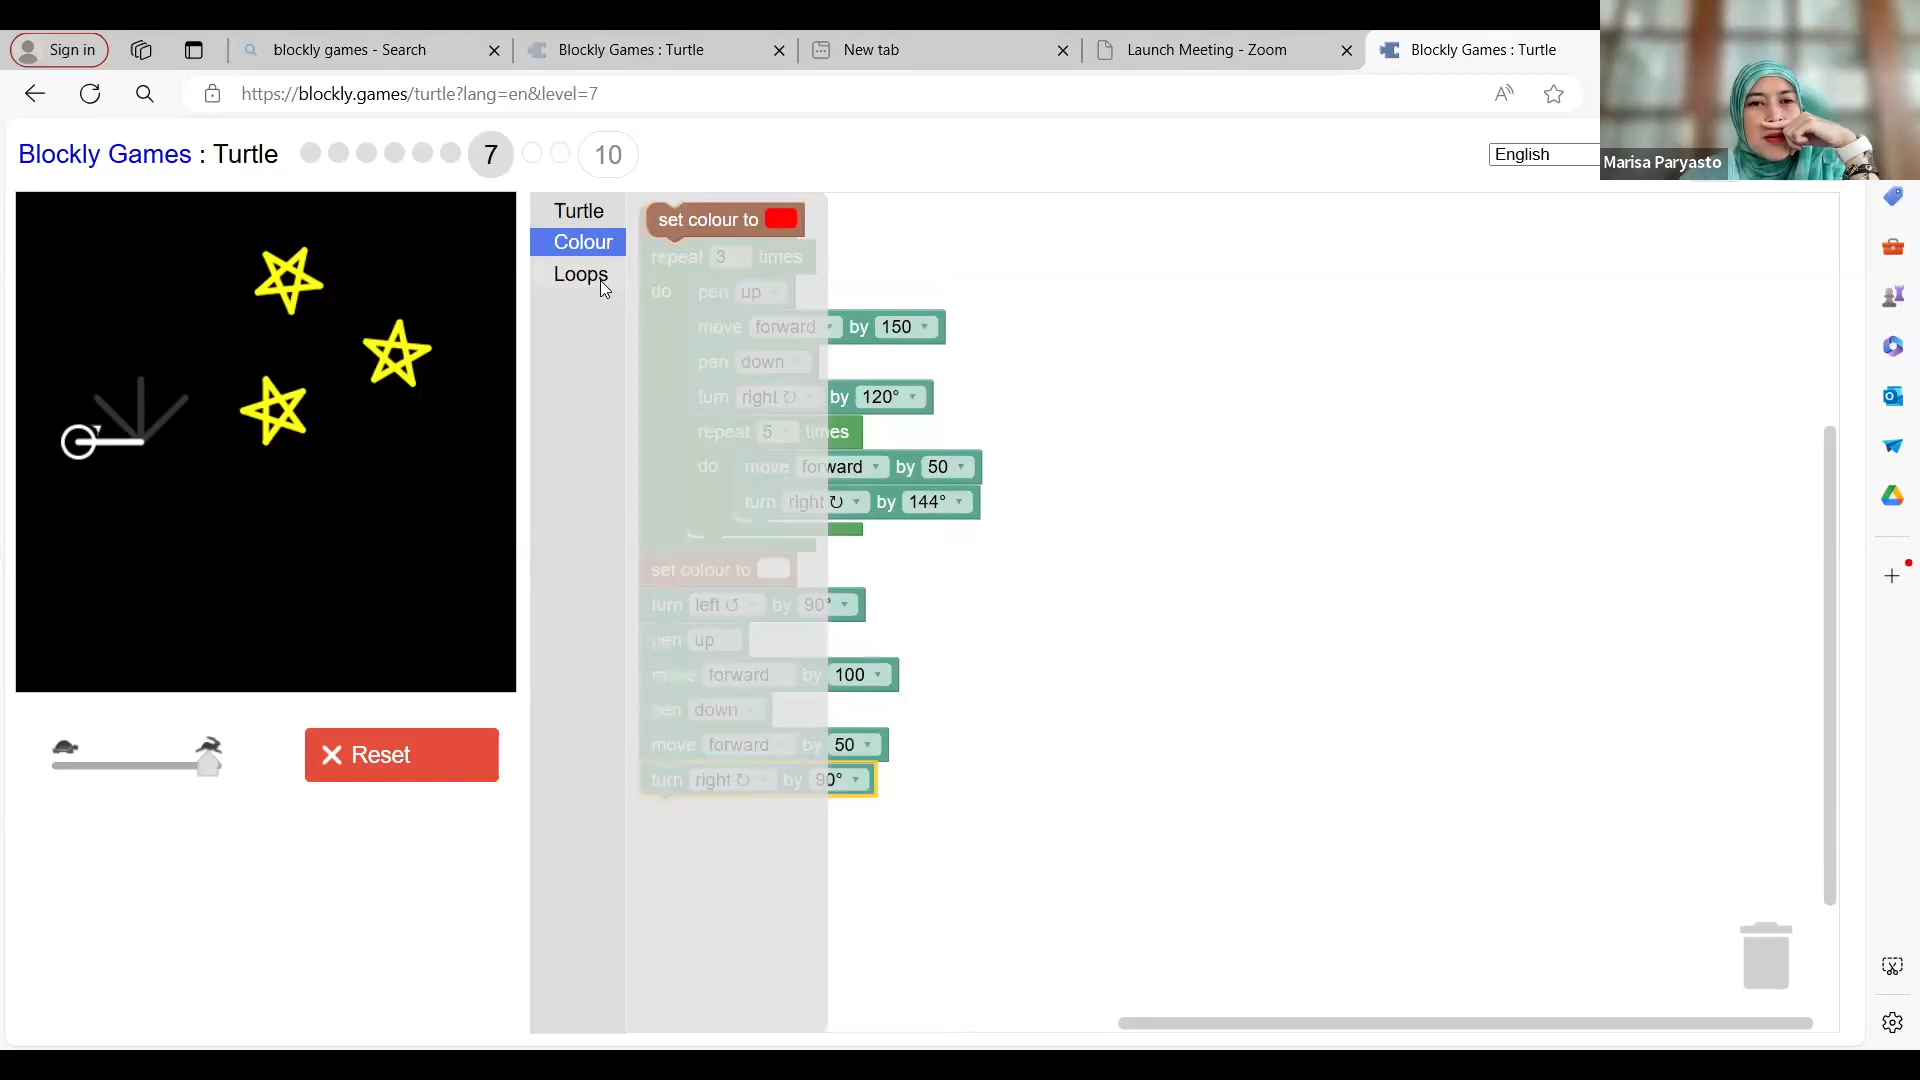 Sign in
blockly games - Search
Blockly Games : Turtle
New tab
Launch Meeting - Zoom
Blockly Games : Turtle
https://blockly.games/turtle?lang=en&level=7
Marisa Paryasto
Blockly Games : Turtle
7
10
English
Turtle
Colour
Loops
set colour to
repeat 3 times
do pen up
move forward by 150
pen down
turn right ↻ by 120°
repeat 5 times
do move forward by 50
turn right ↻ by 144°
set colour to
turn left ↺ by 90°
pen up
move forward by 100
pen down
move forward by 50
turn right ↻ by 90°
Reset